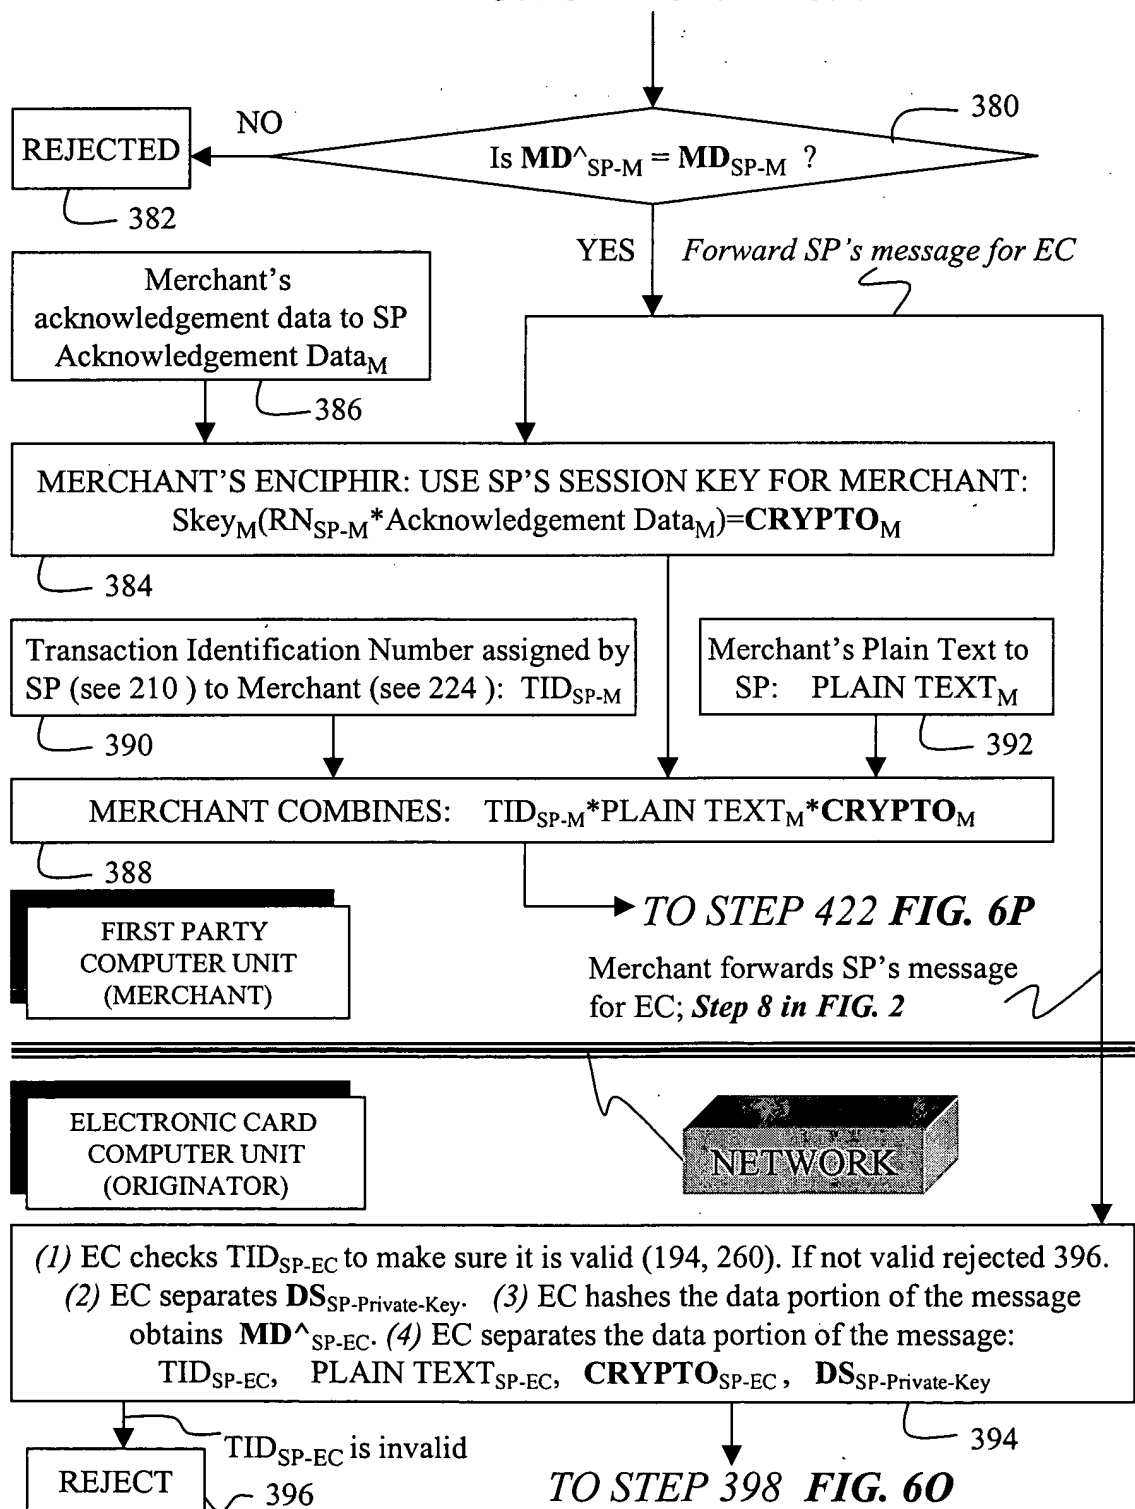 380
NO
REJECTED
Is MD^SP-M = MDSP-M ?
382
YES
Forward SP's message for EC
Merchant's
acknowledgement data to SP
Acknowledgement DataM
386
MERCHANT'S ENCIPHIR: USE SP'S SESSION KEY FOR MERCHANT:
SkeyM(RNSP-M*Acknowledgement DataM)=CRYPTOM
384
Transaction Identification Number assigned by
SP (see 210 ) to Merchant (see 224 ): TIDSP-M
Merchant's Plain Text to
SP: PLAIN TEXTM
390
392
MERCHANT COMBINES: TIDSP-M*PLAIN TEXTM*CRYPTOM
388
TO STEP 422 FIG. 6P
FIRST PARTY
COMPUTER UNIT
(MERCHANT)
Merchant forwards SP's message
for EC; Step 8 in FIG. 2
ELECTRONIC CARD
COMPUTER UNIT
(ORIGINATOR)
NETWORK
(1) EC checks TIDSP-EC to make sure it is valid (194, 260). If not valid rejected 396.
(2) EC separates DSSP-Private-Key. (3) EC hashes the data portion of the message
obtains MD^SP-EC. (4) EC separates the data portion of the message:
TIDSP-EC, PLAIN TEXTSP-EC, CRYPTOSP-EC, DSSP-Private-Key
394
TIDSP-EC is invalid
REJECT
396
TO STEP 398 FIG. 6O